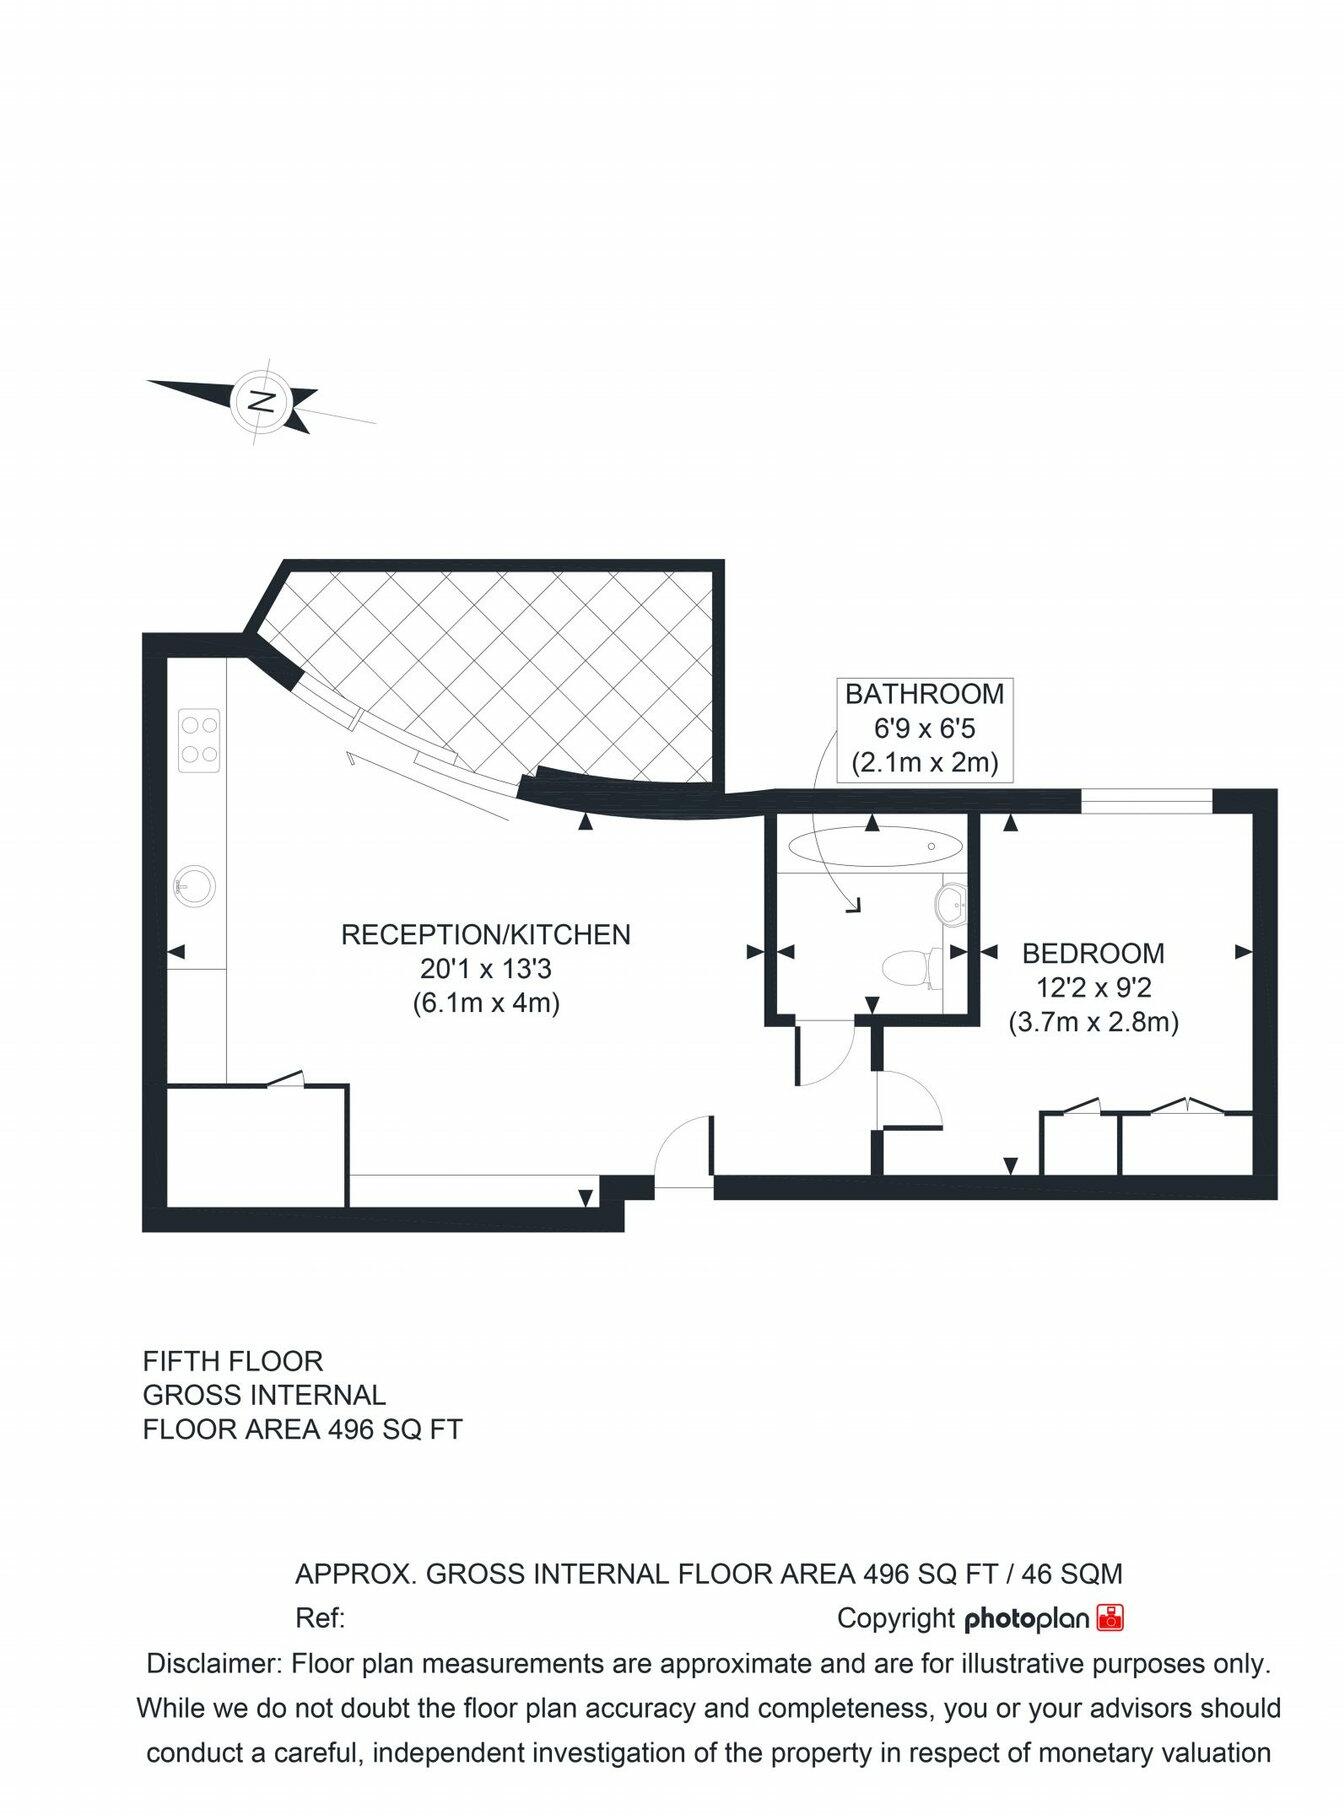 N
BATHROOM
6'9 x 6'5
(2.1m x 2m)
RECEPTION/KITCHEN
20'1 x 13'3
(6.1m x 4m)
BEDROOM
12'2 x 9'2
(3.7m x 2.8m)
FIFTH FLOOR
GROSS INTERNAL
FLOOR AREA 496 SQ FT
APPROX. GROSS INTERNAL FLOOR AREA 496 SQ FT / 46 SQM
Ref: Copyright photoplan
Disclaimer: Floor plan measurements are approximate and are for illustrative purposes only.
While we do not doubt the floor plan accuracy and completeness, you or your advisors should
conduct a careful, independent investigation of the property in respect of monetary valuation